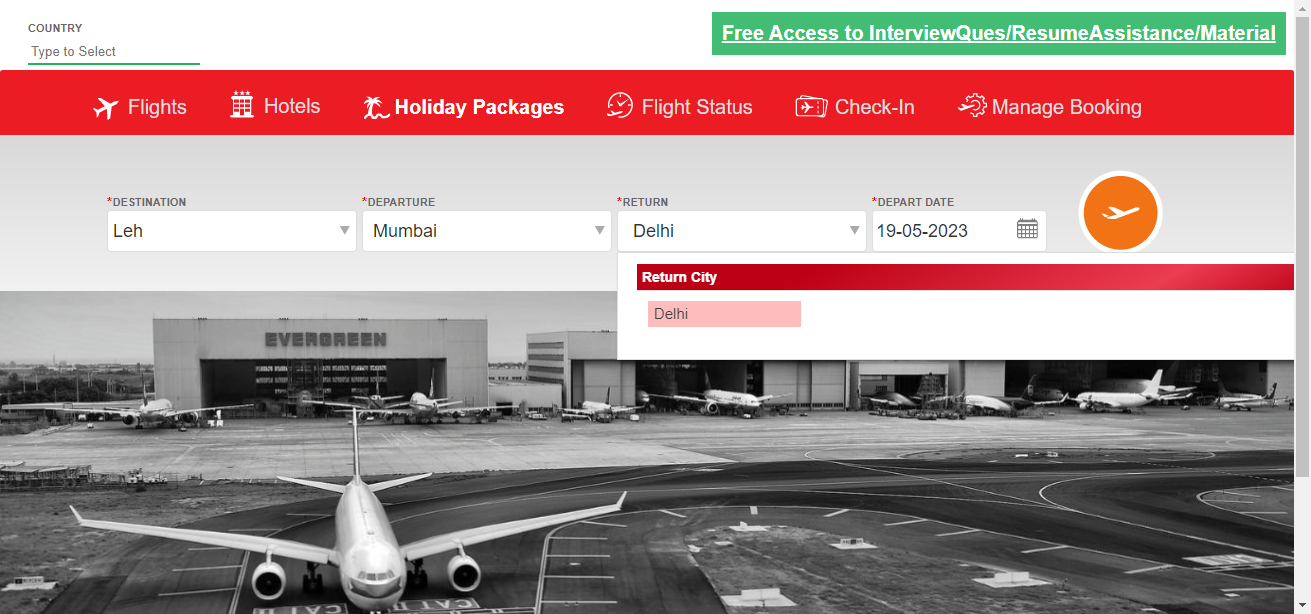 COUNTRY
Type to Select
Free Access to InterviewQues/ResumeAssistance/Material
Flights
Hotels
Holiday Packages
Flight Status
Check-In
Manage Booking
*DESTINATION
*DEPARTURE
*RETURN
*DEPART DATE
Leh
Mumbai
Delhi
19-05-2023
Return City
Delhi
EVERGREEN